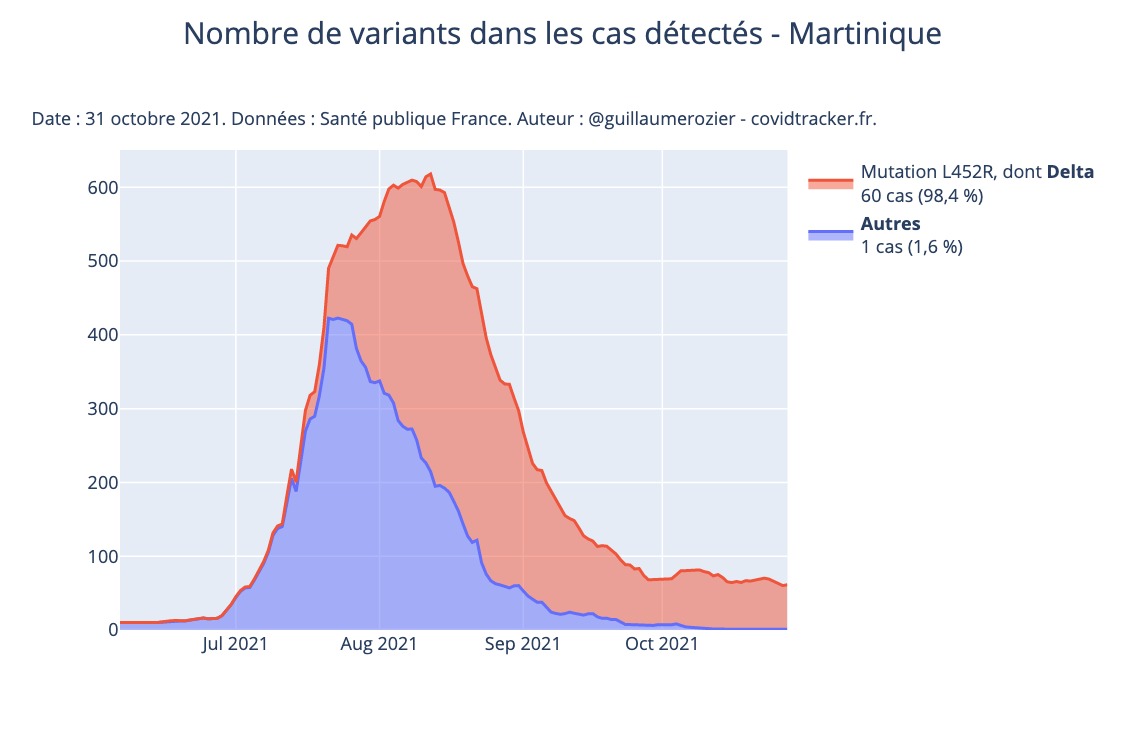 Nombre de variants dans les cas détectés - Martinique
Date : 31 octobre 2021. Données : Santé publique France. Auteur : @guillaumerozier - covidtracker.fr.
Mutation L452R, dont Delta
60 cas (98,4 %)
Autres
1 cas (1,6 %)
600
500
400
300
200
100
0
Jul 2021
Aug 2021
Sep 2021
Oct 2021